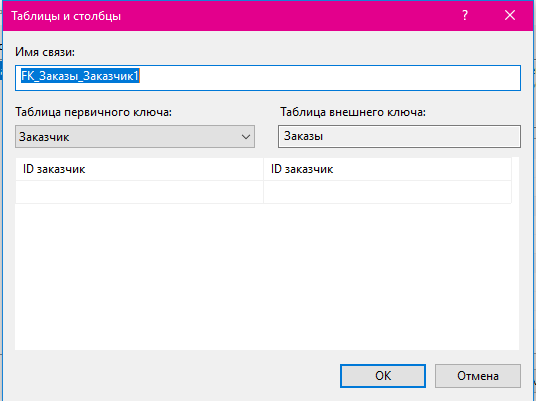 Таблицы и столбцы ?
Имя связи:
FK_Заказы_Заказчик1
Таблица первичного ключа: Таблица внешнего ключа:
Заказчик Заказы
ID заказчик ID заказчик
OK Отмена